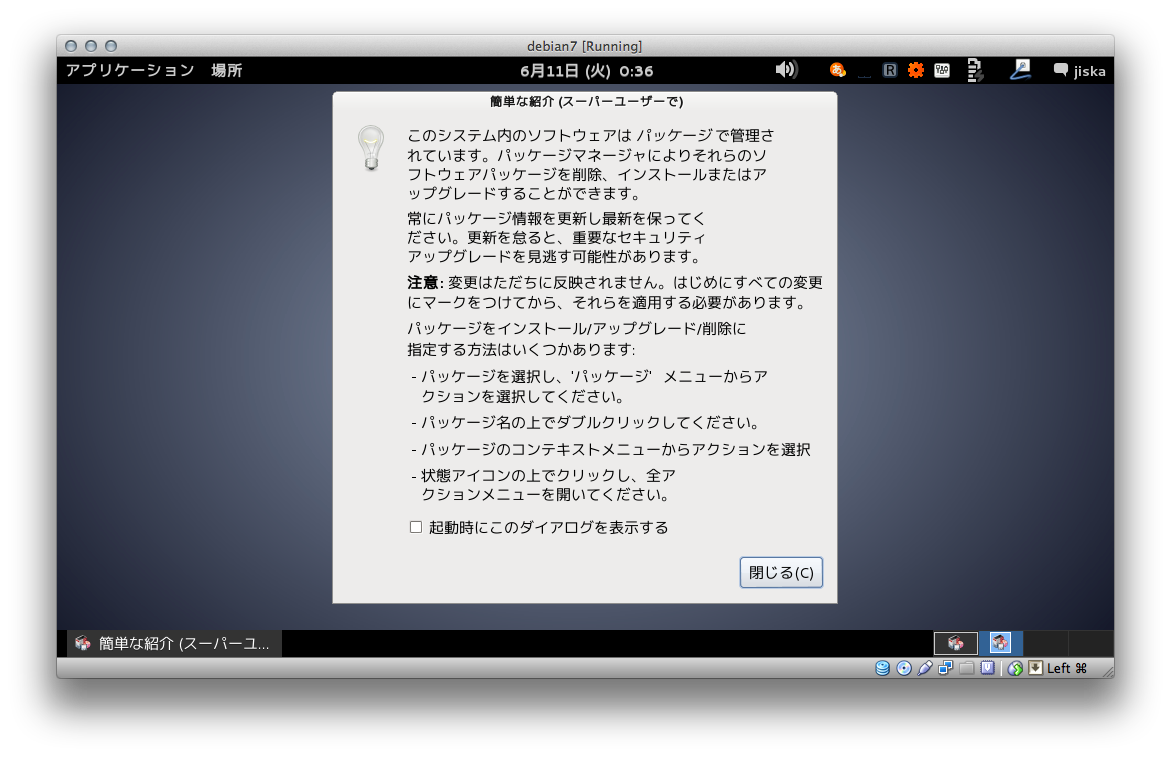 debian7 [Running]
アプリケーション 場所 6月11日 (火) 0:36 あ R jiska
簡単な紹介 (スーパーユーザーで)
このシステム内のソフトウェアは パッケージ で管理さ
れています。パッケージマネージャによりそれらのソ
フトウェアパッケージを削除、インストールまたはア
ップグレードすることができます。
常にパッケージ情報を更新し最新を保ってく
ださい。更新を怠ると、重要なセキュリティ
アップグレードを見逃す可能性があります。
注意: 変更はただちに反映されません。はじめにすべての変更
にマークをつけてから、それらを適用する必要があります。
パッケージをインストール/アップグレード/削除に
指定する方法はいくつかあります:
- パッケージを選択し、'パッケージ' メニューからア
クションを選択してください。
- パッケージ名の上でダブルクリックしてください。
- パッケージのコンテキストメニューからアクションを選択
- 状態アイコンの上でクリックし、全ア
クションメニューを開いてください。
起動時にこのダイアログを表示する
閉じる(C)
簡単な紹介 (スーパーユ...
Left ⌘